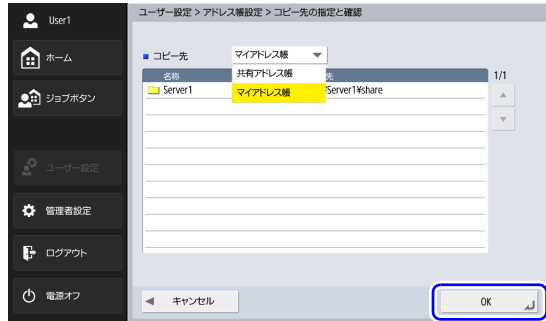 User1
ユーザー設定 > アドレス帳設定 > コピー先の指定と確認
ホーム
ジョブボタン
ユーザー設定
管理者設定
ログアウト
電源オフ
コピー先
マイアドレス帳
共有アドレス帳
マイアドレス帳
名称
先
1/1
Server1
Server1¥share
キャンセル
OK